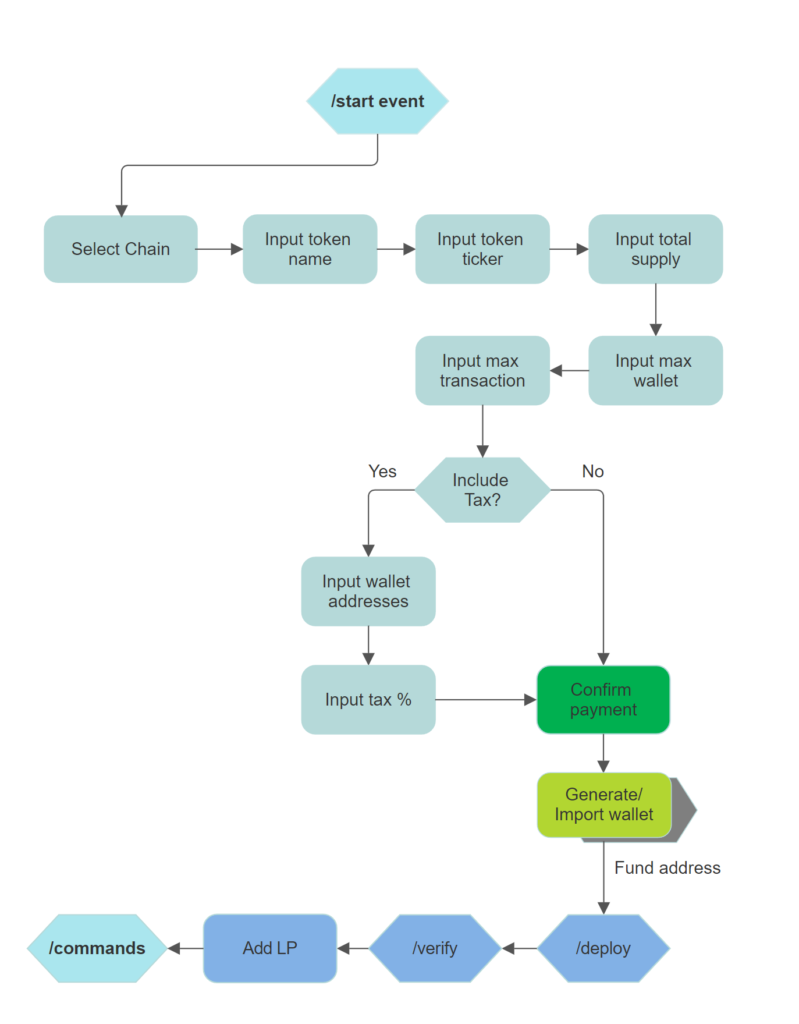 /start event
Select Chain
Input token
name
Input token
ticker
Input total
supply
Input max
transaction
Input max
wallet
Yes
Include
Tax?
No
Input wallet
addresses
Input tax %
Confirm
payment
Generate/
Import wallet
Fund address
/commands
Add LP
/verify
/deploy